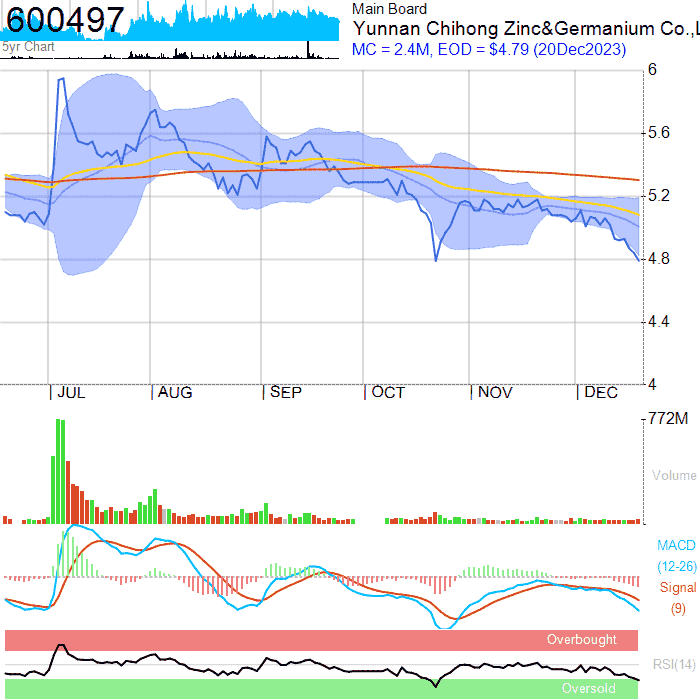 600497
5yr Chart
Main Board
Yunnan Chihong Zinc&Germanium Co.,L
MC = 2.4M, EOD = $4.79 (20Dec2023)
6
5.6
5.2
4.8
4.4
4
JUL AUG SEP OCT NOV DEC
772M
Volume
MACD
(12-26)
Signal
(9)
Overbought
RSI(14)
Oversold